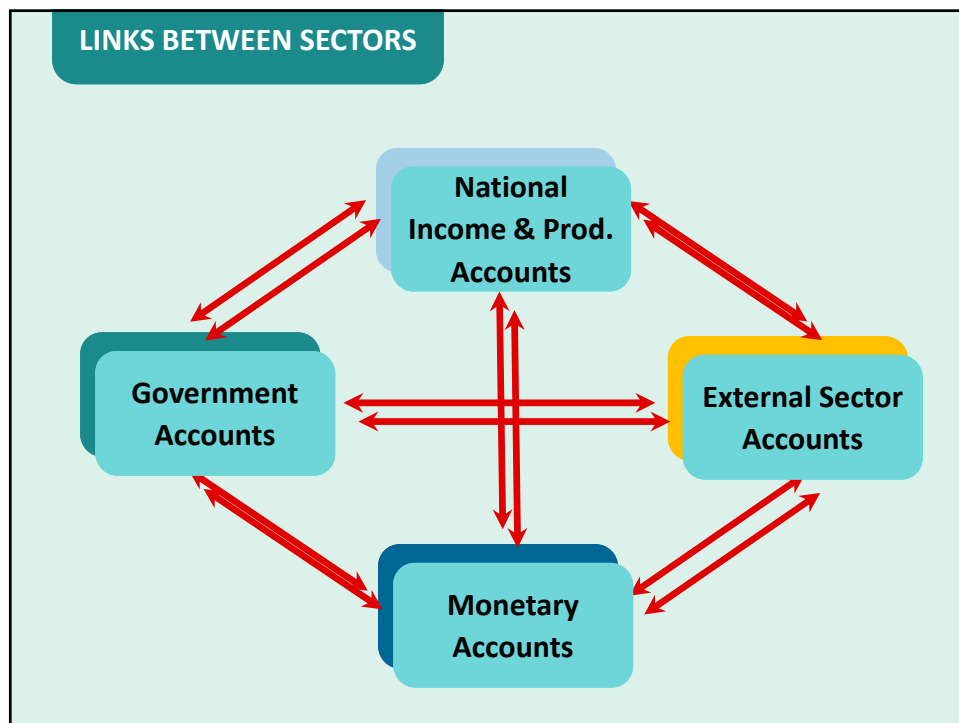 LINKS BETWEEN SECTORS
National
Income & Prod.
Accounts
Government
Accounts
External Sector
Accounts
Monetary
Accounts